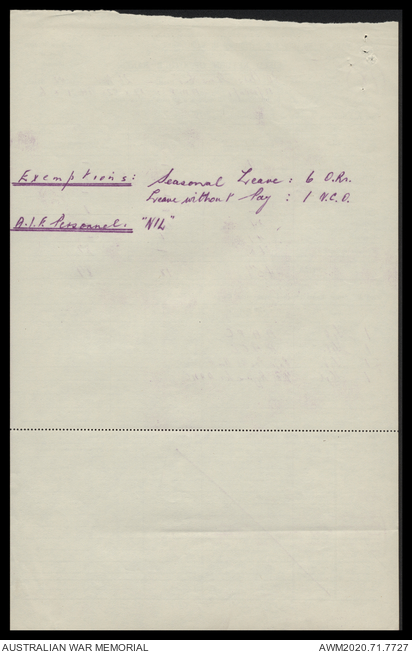 Exemptions: Seasonal Leave: 6 O.Rs.
Leave without Pay: 1 N.C.O.
A.I.F. Personnel. "NIL"
AUSTRALIAN WAR MEMORIAL AWM2020.71.7727